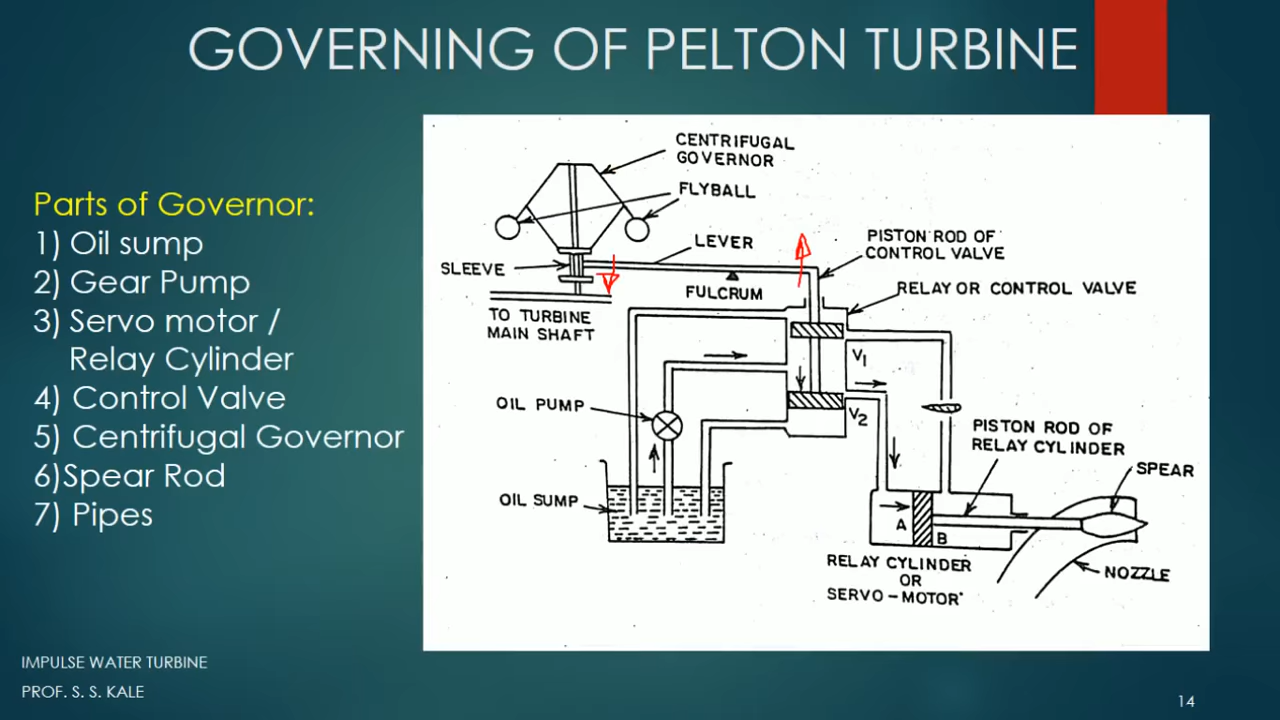 GOVERNING OF PELTON TURBINE
Parts of Governor:
1) Oil sump
2) Gear Pump
3) Servo motor /
Relay Cylinder
4) Control Valve
5) Centrifugal Governor
6)Spear Rod
7) Pipes
CENTRIFUGAL
GOVERNOR
FLYBALL
LEVER
PISTON ROD OF
CONTROL VALVE
SLEEVE
FULCRUM
RELAY OR CONTROL VALVE
TO TURBINE
MAIN SHAFT
V1
OIL PUMP
V2
PISTON ROD OF
RELAY CYLINDER
SPEAR
OIL SUMP
A
B
RELAY CYLINDER
OR
SERVO-MOTOR
NOZZLE
IMPULSE WATER TURBINE
PROF. S. S. KALE
14